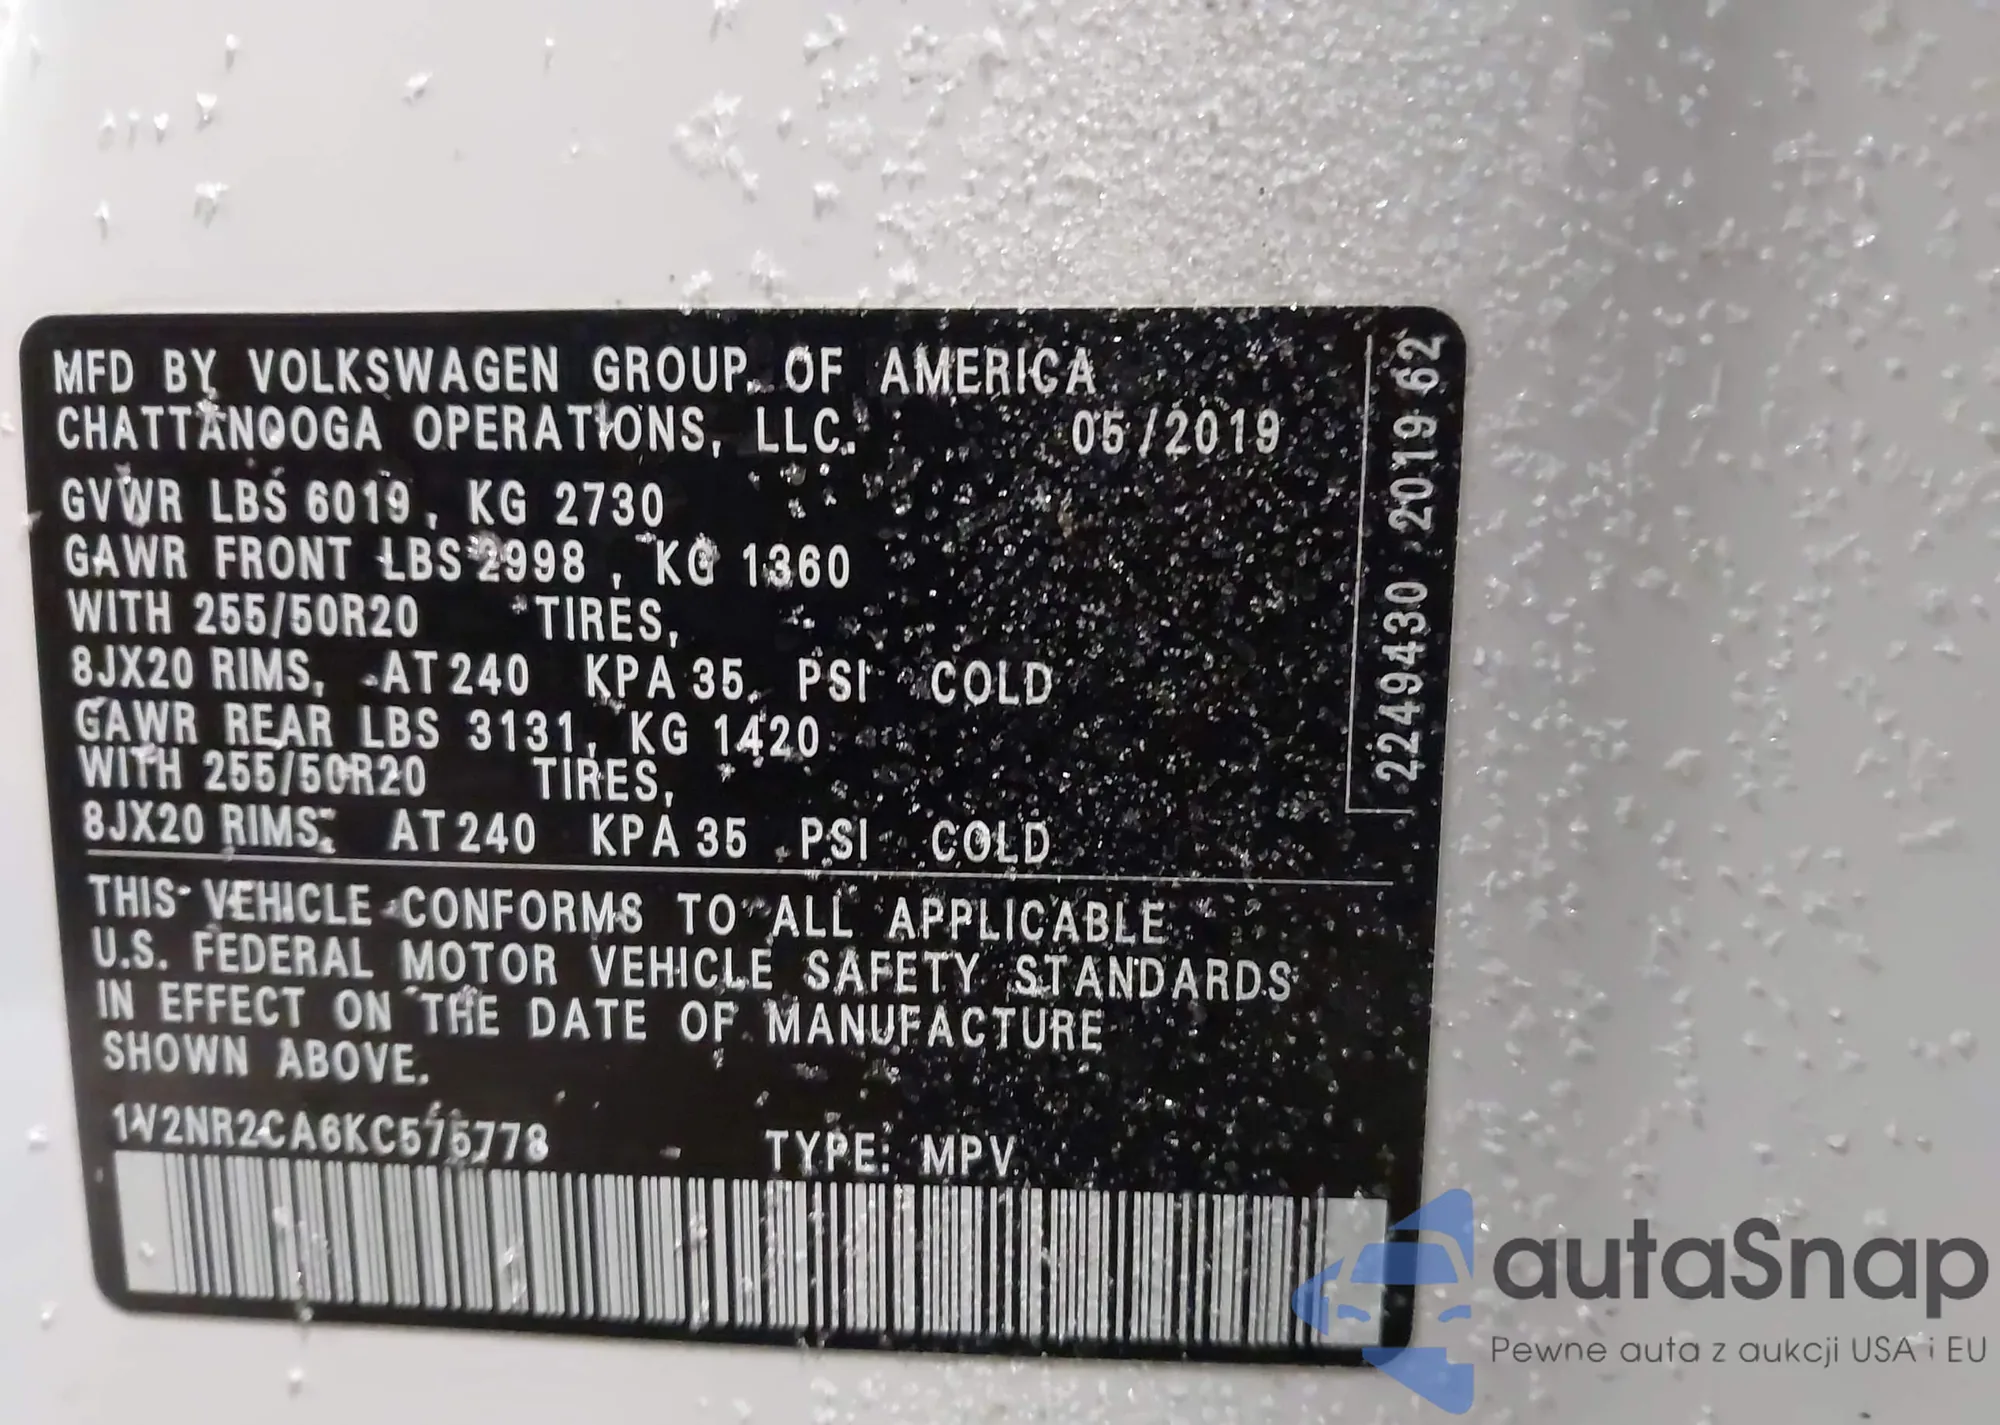 MFD BY VOLKSWAGEN GROUP OF AMERICA
CHATTANOOGA OPERATIONS, LLC. 05/2019
GVWR LBS 6019, KG 2730
GAWR FRONT LBS 2998, KG 1360
WITH 255/50R20 TIRES,
8JX20 RIMS, AT 240 KPA 35, PSI COLD
GAWR REAR LBS 3131, KG 1420
WITH 255/50R20 TIRES,
8JX20 RIMS, AT 240 KPA 35 PSI COLD
THIS VEHICLE CONFORMS TO ALL APPLICABLE
U.S. FEDERAL MOTOR VEHICLE SAFETY STANDARDS
IN EFFECT ON THE DATE OF MANUFACTURE
SHOWN ABOVE.
1V2NR2CA6KC575778 TYPE: MPV
2249430 2019 62
autaSnap
Pewne auta z aukcji USA i EU